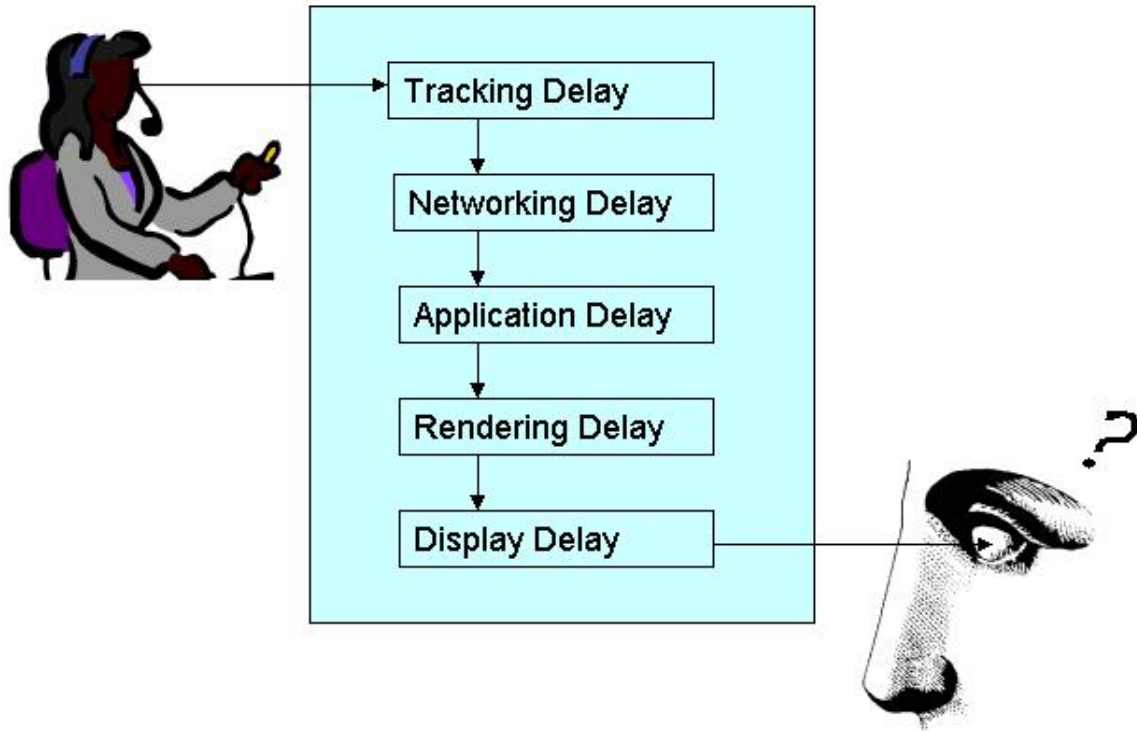 Tracking Delay
Networking Delay
Application Delay
Rendering Delay
Display Delay
?